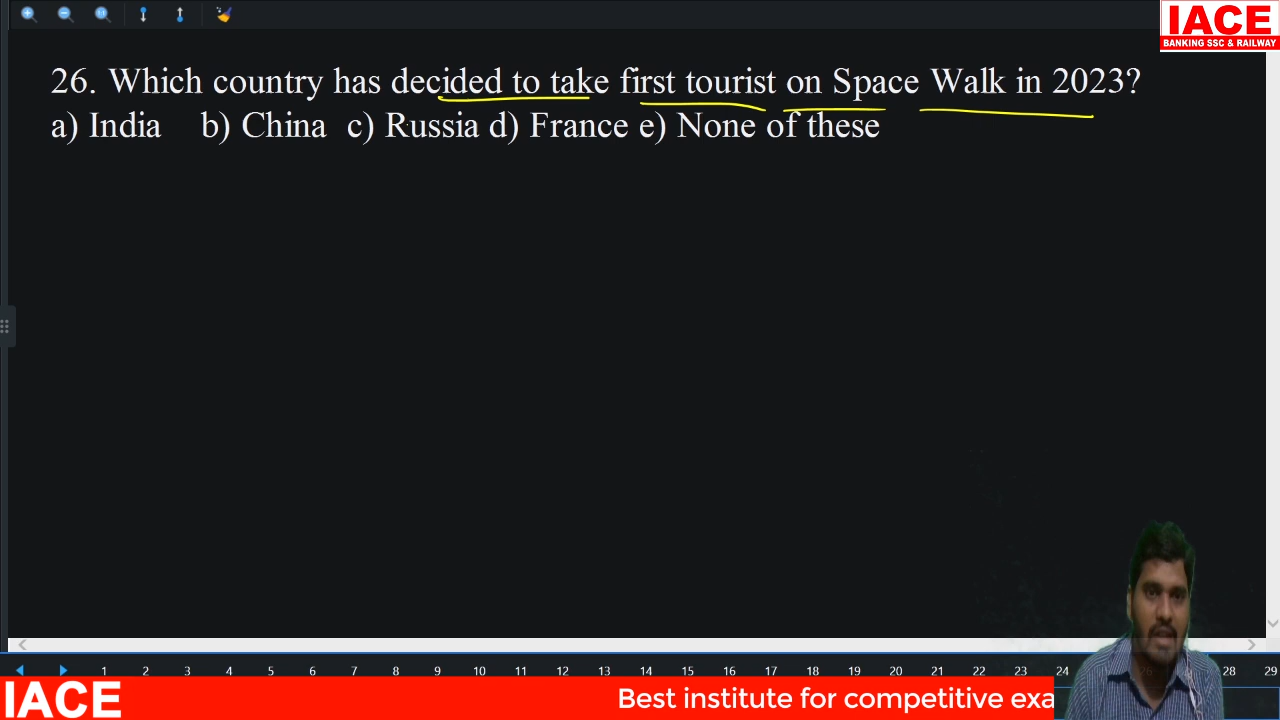 IACE
BANKING SSC & RAILWAY
26. Which country has decided to take first tourist on Space Walk in 2023?
a) India b) China c) Russia d) France e) None of these
1 2 3 4 5 6 7 8 9 10 11 12 13 14 15 16 17 18 19 20 21 22 23 24 26 28 29
IACE
Best institute for competitive exa